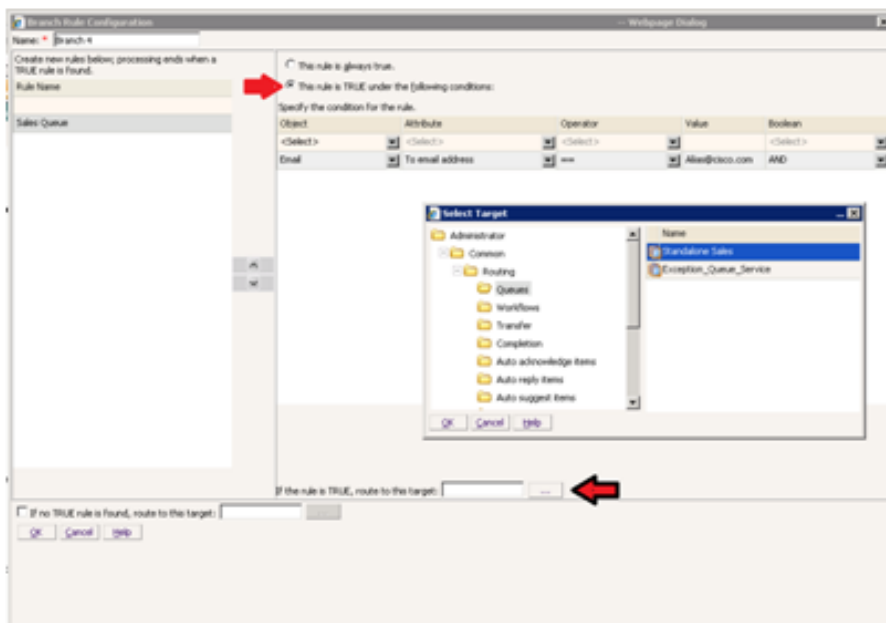 Branch Rule Configuration -- Webpage Dialog
Name: * Branch 4
Create new rules below; processing ends when a
TRUE rule is found.
Rule Name
Sales Queue
This rule is always true.
This rule is TRUE under the following conditions:
Specify the condition for the rule.
Object Attribute Operator Value Boolean
<Select> <Select> <Select> <Select>
Email To email address == Alias@cisco.com AND
Select Target
Administrator
Common
Routing
Queues
Workflows
Transfer
Completion
Auto acknowledge items
Auto reply items
Auto suggest items
Name
Standalone Sales
Exception_Queue_Service
OK Cancel Help
If the rule is TRUE, route to this target: ...
If no TRUE rule is found, route to this target: ...
OK Cancel Help